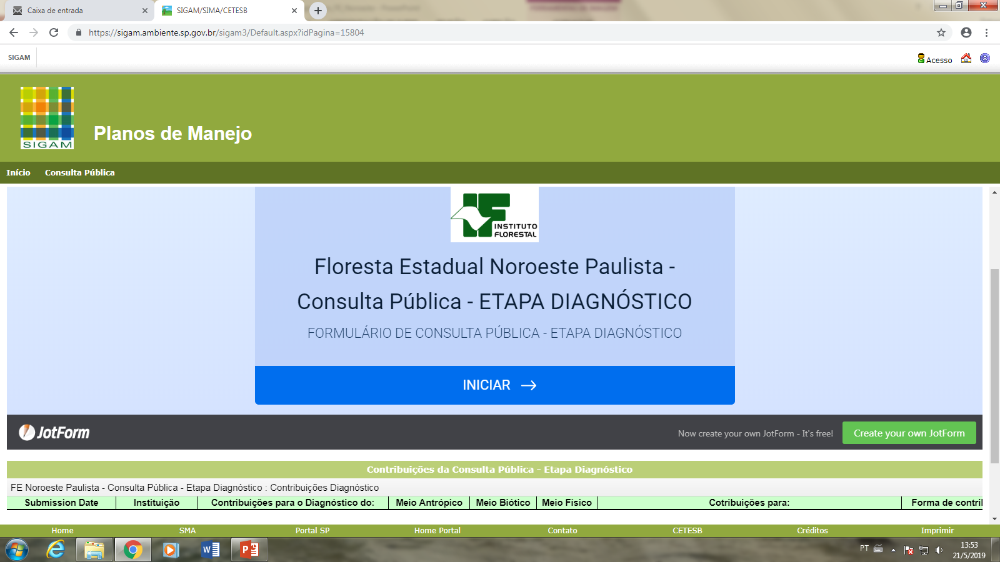 Caixa de entrada
SIGAM/SIMA/CETESB
https://sigam.ambiente.sp.gov.br/sigam3/Default.aspx?idPagina=15804
SIGAM
Acesso
SIGAM
Planos de Manejo
Início
Consulta Pública
INSTITUTO
FLORESTAL
Floresta Estadual Noroeste Paulista -
Consulta Pública - ETAPA DIAGNÓSTICO
FORMULÁRIO DE CONSULTA PÚBLICA - ETAPA DIAGNÓSTICO
INICIAR
JotForm
Now create your own JotForm - It's free!
Create your own JotForm
Contribuições da Consulta Pública - Etapa Diagnóstico
FE Noroeste Paulista - Consulta Pública - Etapa Diagnóstico : Contribuições Diagnóstico
Submission Date Instituição Contribuições para o Diagnóstico do: Meio Antrópico Meio Biótico Meio Físico Cotribuições para: Forma de contril
Home SMA Portal SP Home Portal Contato CETESB Créditos Imprimir
PT
13:53
21/5/2019